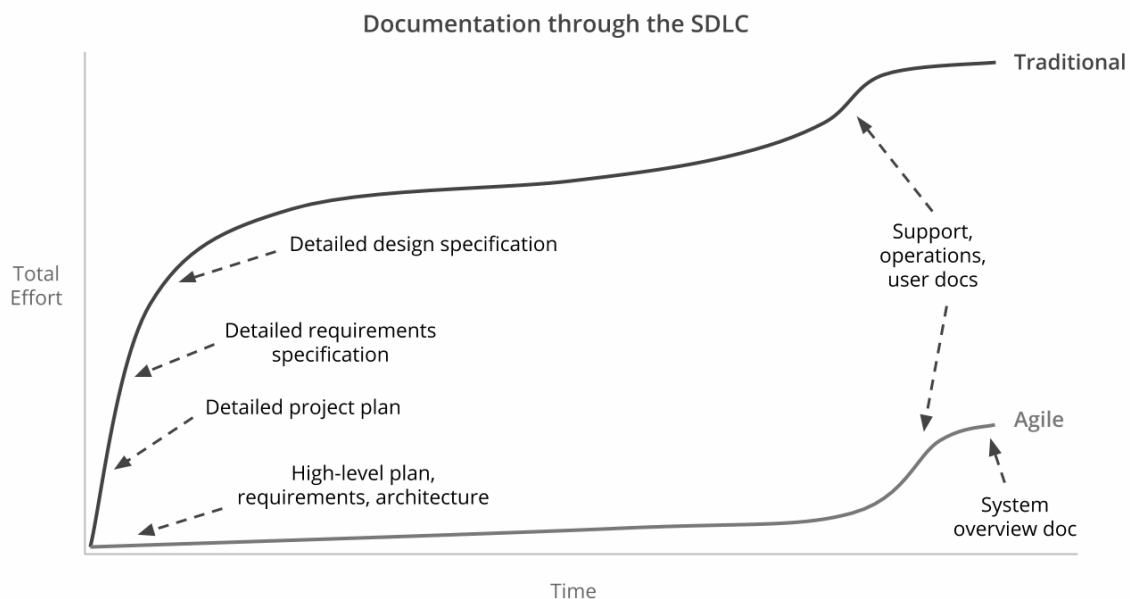 Documentation through the SDLC
Traditional
Detailed design specification
Support,
operations,
user docs
Total
Effort
Detailed requirements
specification
Detailed project plan
Agile
High-level plan,
requirements, architecture
System
overview doc
Time